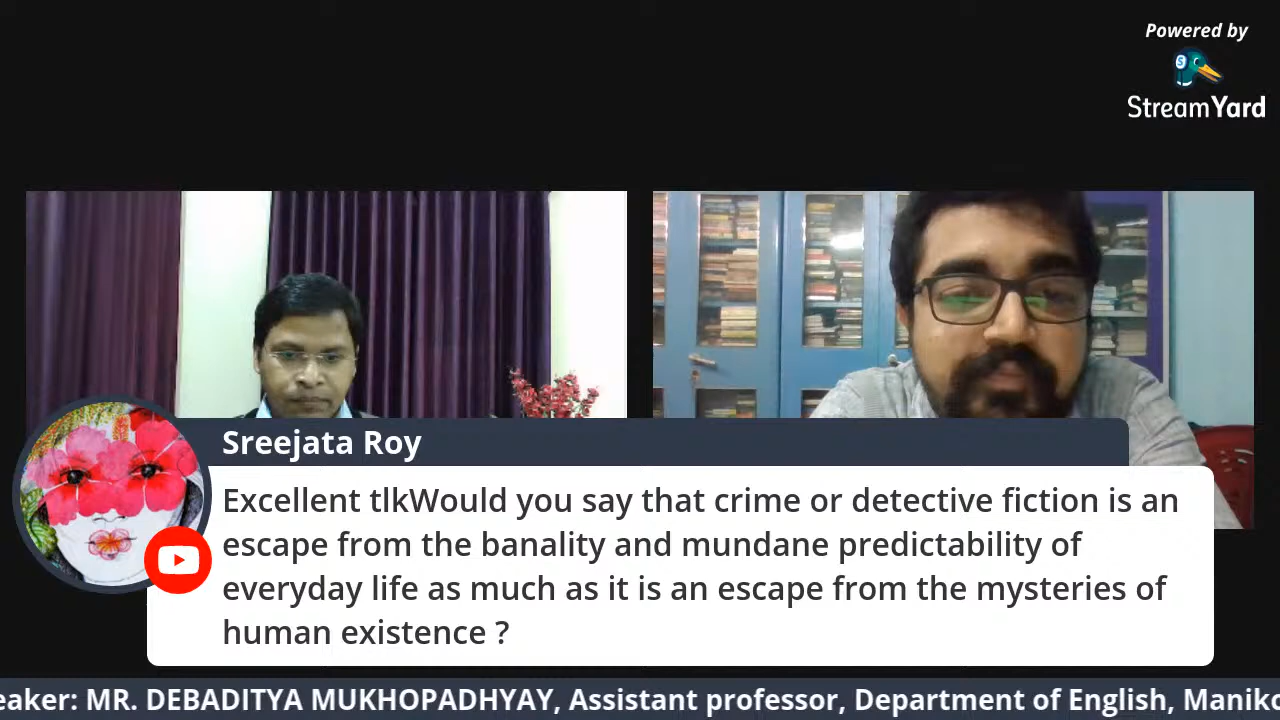 Powered by
StreamYard
Sreejata Roy
Excellent tlkWould you say that crime or detective fiction is an
escape from the banality and mundane predictability of
everyday life as much as it is an escape from the mysteries of
human existence ?
eaker: MR. DEBADITYA MUKHOPADHYAY, Assistant professor, Department of English, Manik